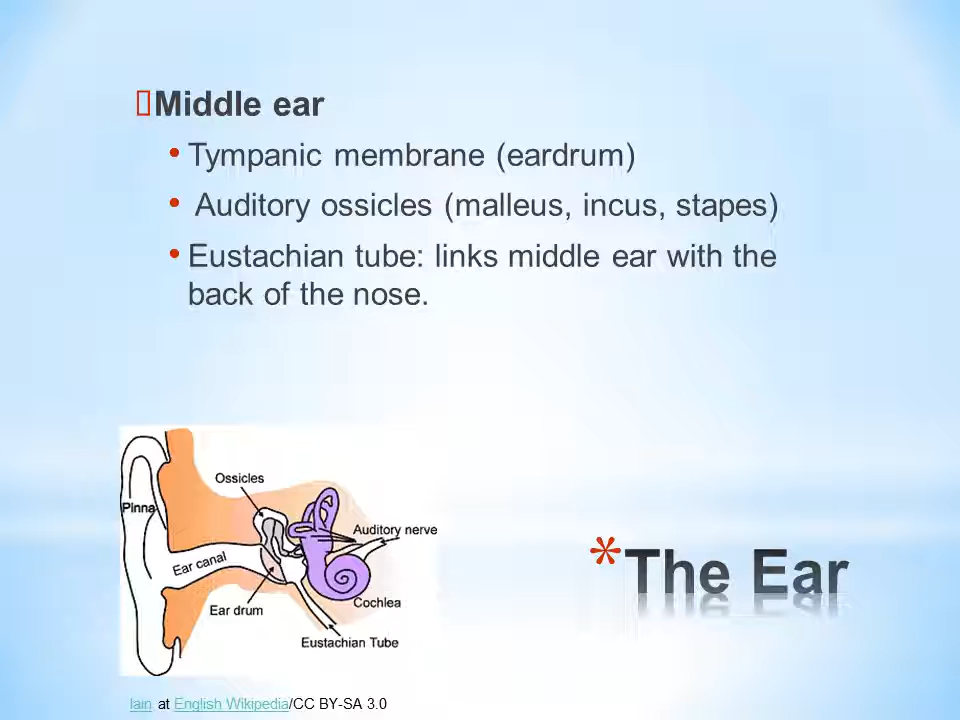 Middle ear
• Tympanic membrane (eardrum)
• Auditory ossicles (malleus, incus, stapes)
• Eustachian tube: links middle ear with the
back of the nose.
Ossicles
Pinna
Auditory nerve
Ear canal
Cochlea
Ear drum
Eustachian Tube
*The Ear
Iain at English Wikipedia/CC BY-SA 3.0